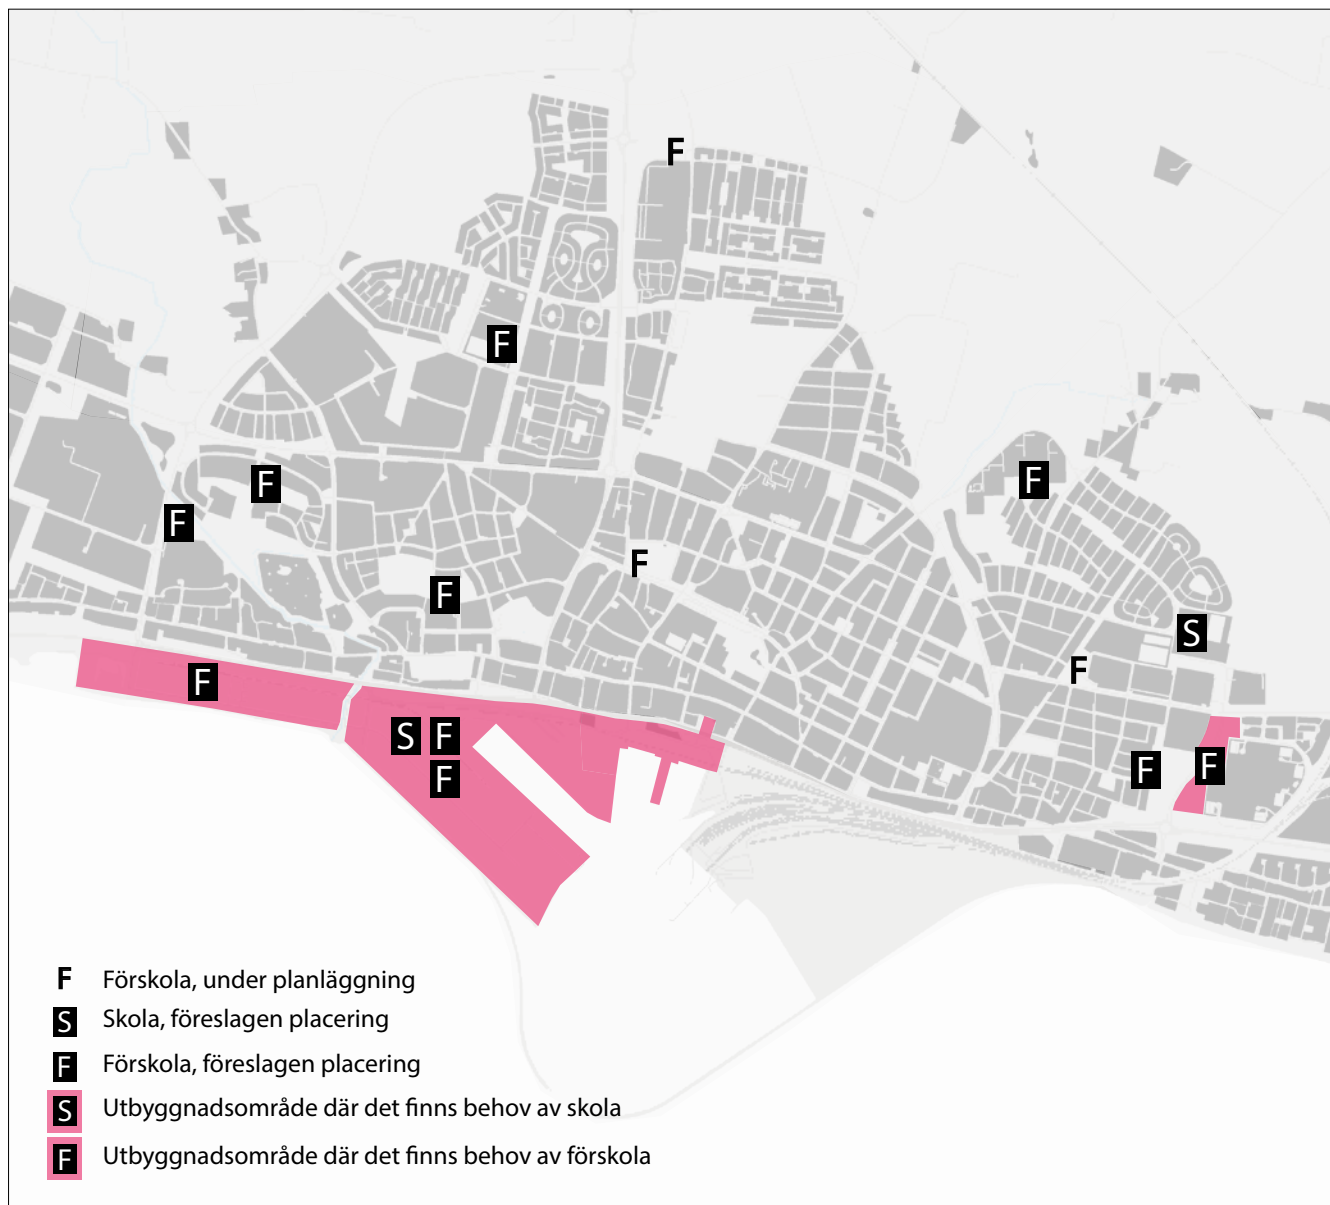 F
F
F
F
F
F
F
F
S
F
F
S F
F
F
F
F Förskola, under planläggning
S Skola, föreslagen placering
F Förskola, föreslagen placering
S Utbyggnadsområde där det finns behov av skola
F Utbyggnadsområde där det finns behov av förskola